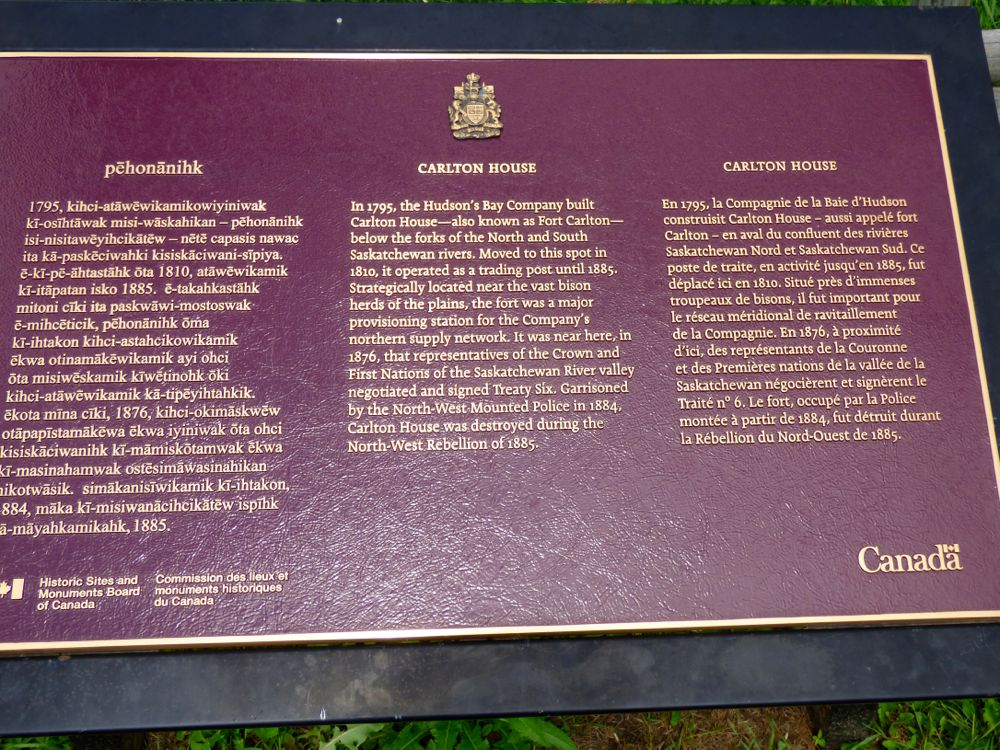 pēhonānihk
1795, kihci-atāwēwikamikowiyiniwak
kī-osīhtāwak misi-wāskahikan – pēhonānihk
isi-nisitawēyihcikātēw – nētē capasis nawac
ita kā-paskēciwahki kisiskāciwani-sīpiya.
ē-kī-pē-āhtastāhk ōta 1810, atāwēwikamik
kī-itāpatan isko 1885. ē-takahkastāhk
mitoni cīki ita paskwāwi-mostoswak
ē-mihcēticik, pēhonānihk ōma
kī-ihtakon kihci-astahcikowikamik
ēkwa otinamākēwikamik ayi ohci
ōta misiwēskamik kīwētinohk ōki
kihci-atāwēwikamik kā-tipēyihtahkik.
ēkota mīna cīki, 1876, kihci-okimāskwēw
otāpapīstamākēwa ēkwa iyiniwak ōta ohci
kisiskāciwanihk kī-māmiskōtamwak ēkwa
kī-masinahamwak ostēsimāwasinahikan
nikotwāsik. simākanisīwikamik kī-ihtakon,
884, māka kī-misiwanācihcikātēw ispīhk
ā-māyahkamikahk, 1885.
CARLTON HOUSE
In 1795, the Hudson's Bay Company built
Carlton House—also known as Fort Carlton—
below the forks of the North and South
Saskatchewan rivers. Moved to this spot in
1810, it operated as a trading post until 1885.
Strategically located near the vast bison
herds of the plains, the fort was a major
provisioning station for the Company's
northern supply network. It was near here, in
1876, that representatives of the Crown and
First Nations of the Saskatchewan River valley
negotiated and signed Treaty Six. Garrisoned
by the North-West Mounted Police in 1884,
Carlton House was destroyed during the
North-West Rebellion of 1885.
CARLTON HOUSE
En 1795, la Compagnie de la Baie d'Hudson
construisit Carlton House – aussi appelé fort
Carlton – en aval du confluent des rivières
Saskatchewan Nord et Saskatchewan Sud. Ce
poste de traite, en activité jusqu'en 1885, fut
déplacé ici en 1810. Situé près d'immenses
troupeaux de bisons, il fut important pour
le réseau méridional de ravitaillement
de la Compagnie. En 1876, à proximité
d'ici, des représentants de la Couronne
et des Premières nations de la vallée de la
Saskatchewan négocièrent et signèrent le
Traité nº 6. Le fort, occupé par la Police
montée à partir de 1884, fut détruit durant
la Rébellion du Nord-Ouest de 1885.
Historic Sites and
Monuments Board
of Canada
Commission des lieux et
monuments historiques
du Canada
Canada